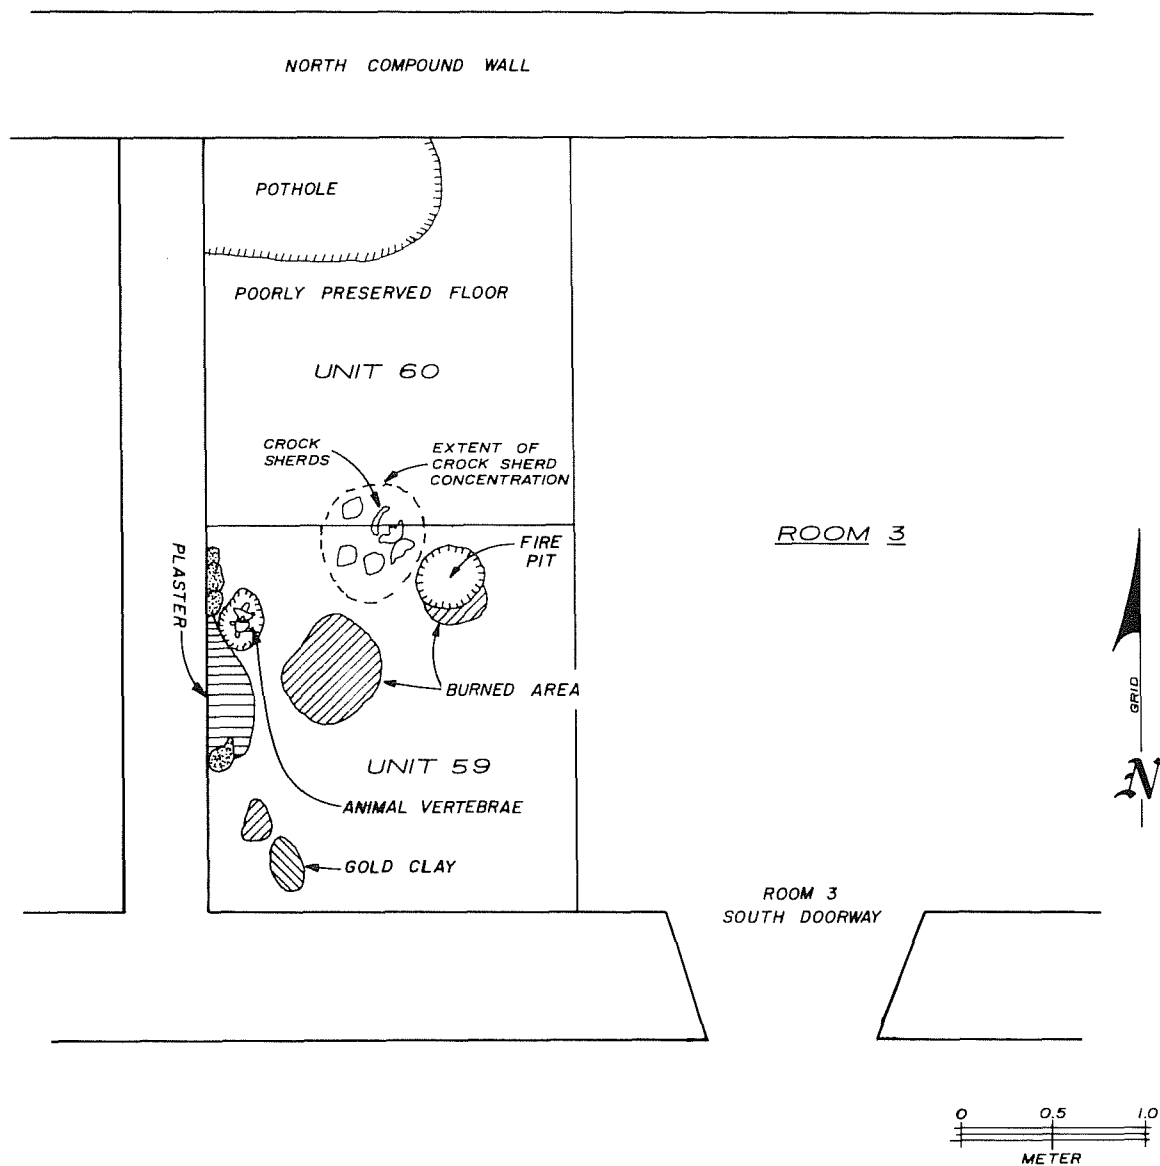 NORTH COMPOUND WALL
POTHOLE
POORLY PRESERVED FLOOR
UNIT 60
CROCK
SHERDS
EXTENT OF
CROCK SHERD
CONCENTRATION
ROOM 3
FIRE
PIT
PLASTER
BURNED AREA
GRID
N
UNIT 59
ANIMAL VERTEBRAE
GOLD CLAY
ROOM 3
SOUTH DOORWAY
0 0.5 1.0
METER